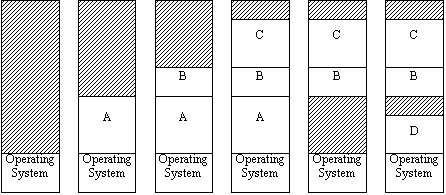 C
C
C
B
B
B
B
A
A
A
D
Operating
System
Operating
System
Operating
System
Operating
System
Operating
System
Operating
System